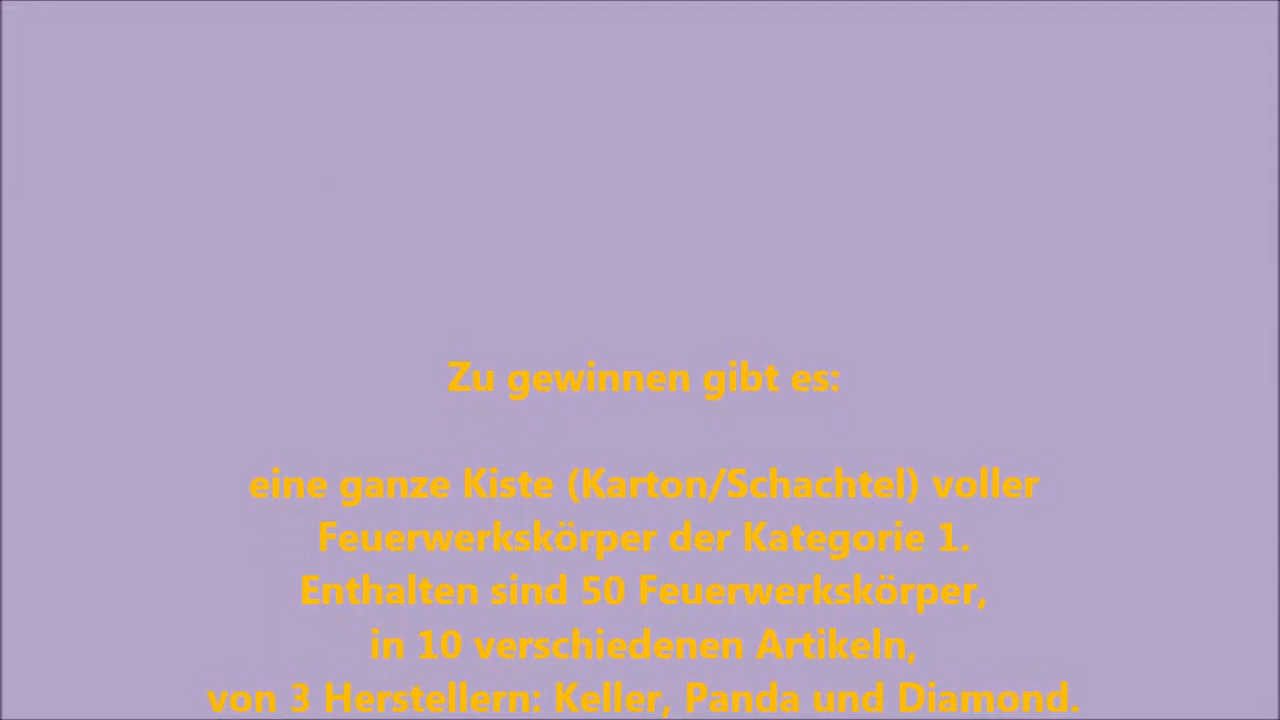 Zu gewinnen gibt es:
eine ganze Kiste (Karton/Schachtel) voller
Feuerwerkskörper der Kategorie 1.
Enthalten sind 50 Feuerwerkskörper,
in 10 verschiedenen Artikeln,
von 3 Herstellern: Keller, Panda und Diamond.